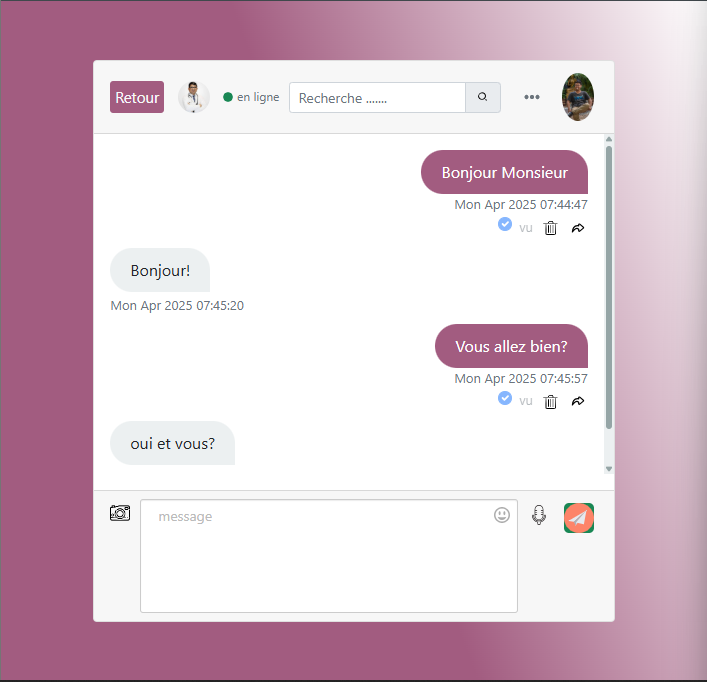 Retour
en ligne
Recherche .......
Bonjour Monsieur
Mon Apr 2025 07:44:47
vu
Bonjour!
Mon Apr 2025 07:45:20
Vous allez bien?
Mon Apr 2025 07:45:57
vu
oui et vous?
message